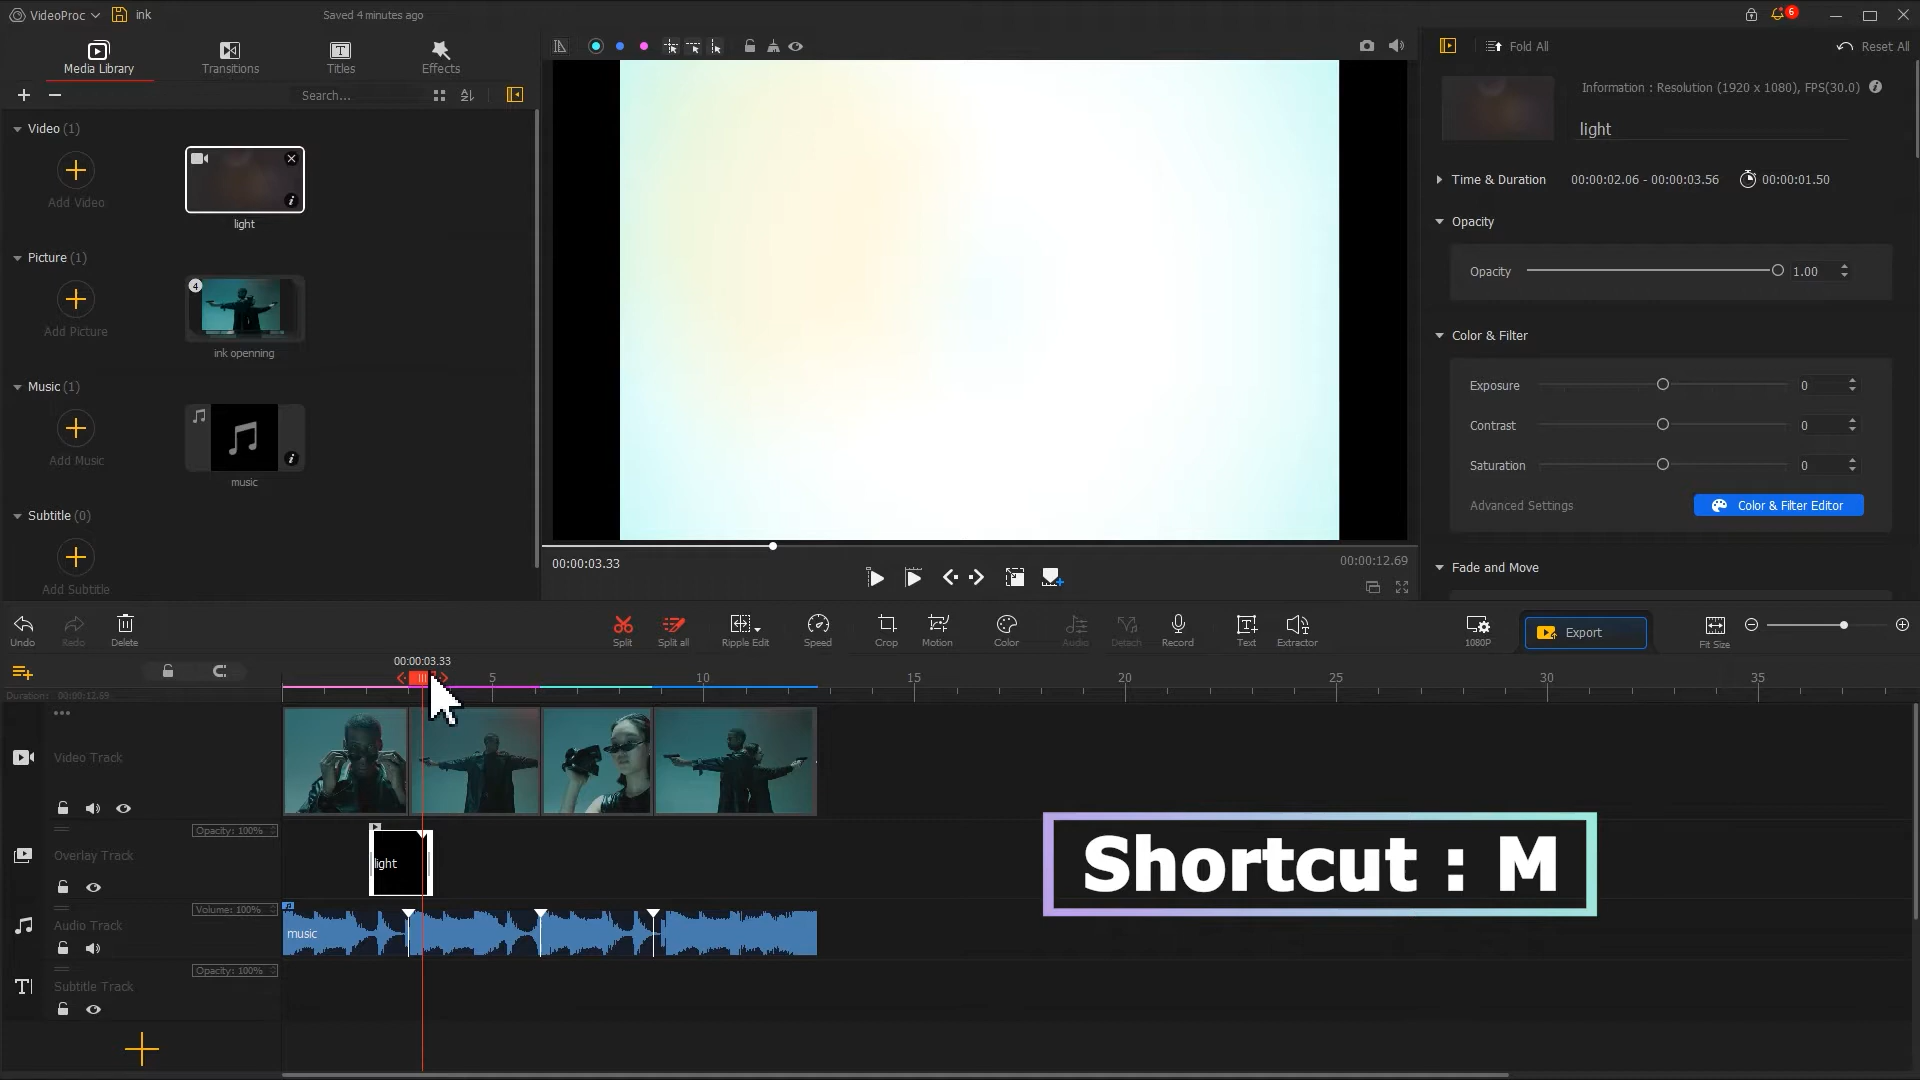 VideoProc
ink
Saved 4 minutes ago
6
Media Library
Transitions
Titles
Effects
Fold All
Reset All
Search...
Information : Resolution (1920 x 1080), FPS(30.0)
light
Video (1)
Add Video
light
Time & Duration
00:00:02.06 - 00:00:03.56
00:00:01.50
Opacity
Opacity
1.00
Picture (1)
4
Add Picture
ink openning
Color & Filter
Exposure
0
Contrast
0
Saturation
0
Advanced Settings
Color & Filter Editor
Music (1)
Add Music
music
Subtitle (0)
Add Subtitle
00:00:03.33
00:00:12.69
Fade and Move
Undo
Redo
Delete
Split
Split all
Ripple Edit
Speed
Crop
Motion
Color
Audio
Detach
Record
Text
Extractor
1080P
Export
Fit Size
00:00:03.33
5
10
15
20
25
30
35
Duration: 00:00:12.69
Video Track
Opacity: 100%
Overlay Track
light
Shortcut : M
Volume: 100%
Audio Track
music
Opacity: 100%
Subtitle Track